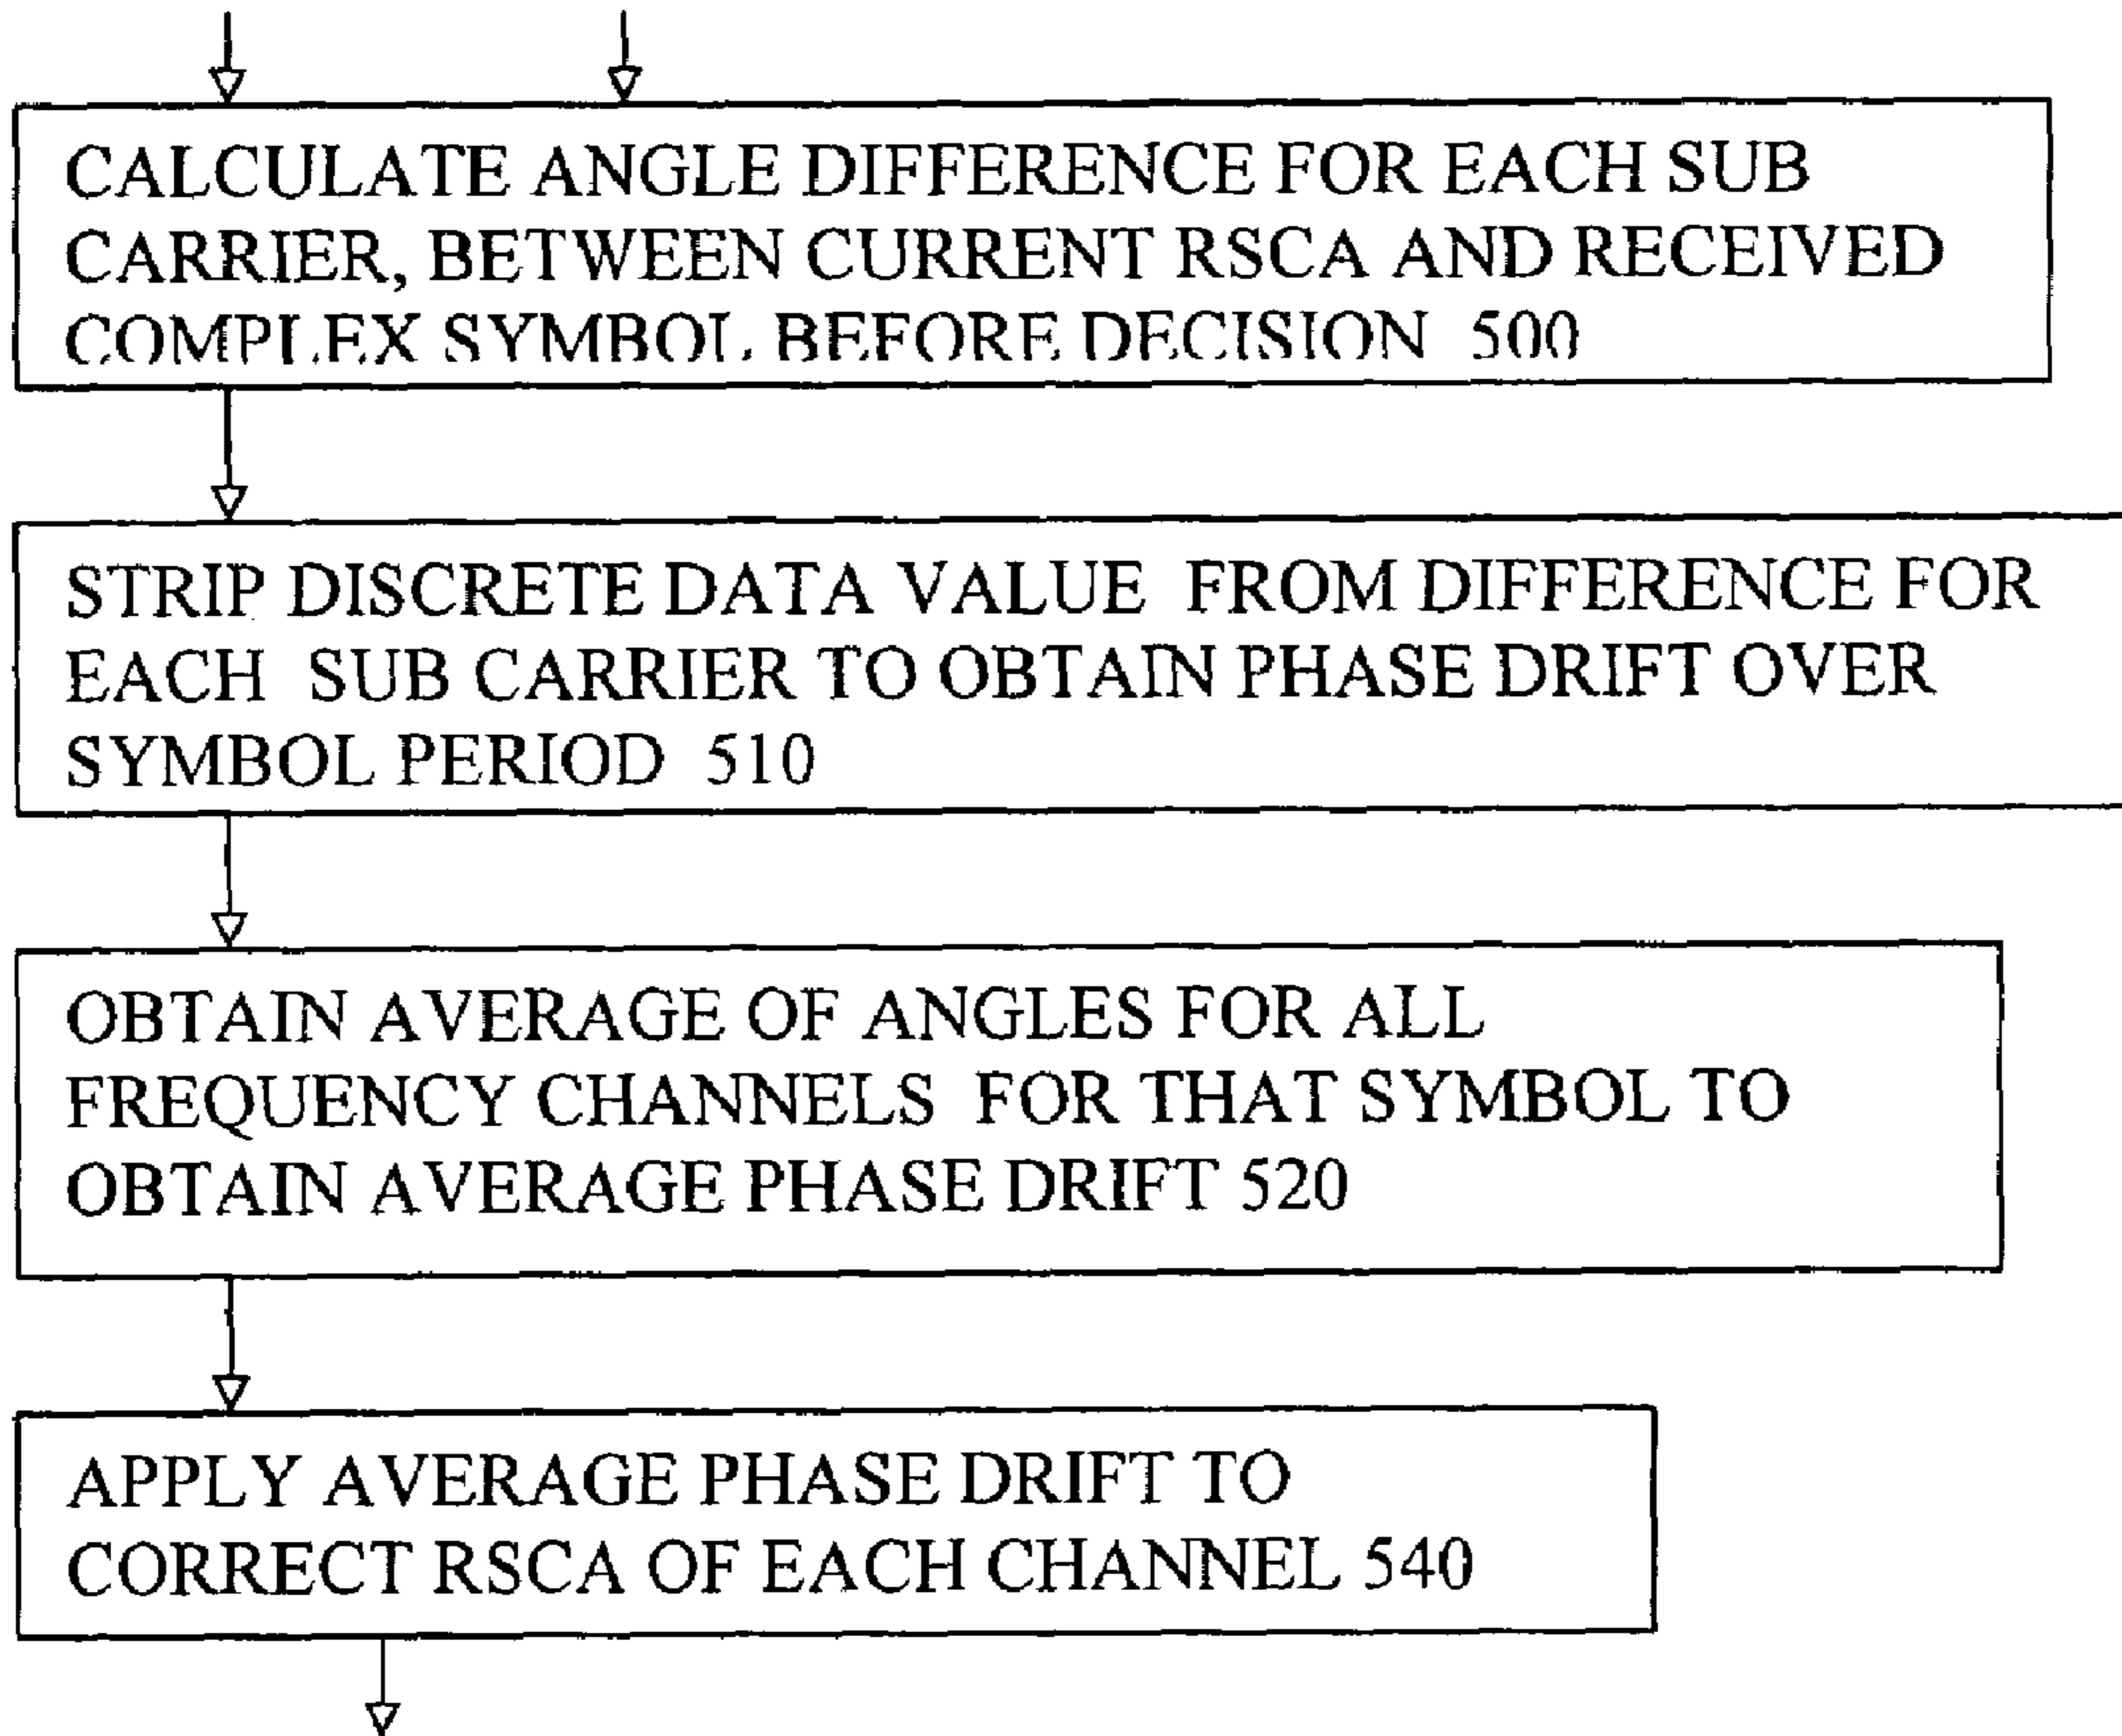 CALCULATE ANGLE DIFFERENCE FOR EACH SUB
CARRIER, BETWEEN CURRENT RSCA AND RECEIVED
COMPLEX SYMBOL BEFORE DECISION 500
STRIP DISCRETE DATA VALUE FROM DIFFERENCE FOR
EACH SUB CARRIER TO OBTAIN PHASE DRIFT OVER
SYMBOL PERIOD 510
OBTAIN AVERAGE OF ANGLES FOR ALL
FREQUENCY CHANNELS FOR THAT SYMBOL TO
OBTAIN AVERAGE PHASE DRIFT 520
APPLY AVERAGE PHASE DRIFT TO
CORRECT RSCA OF EACH CHANNEL 540